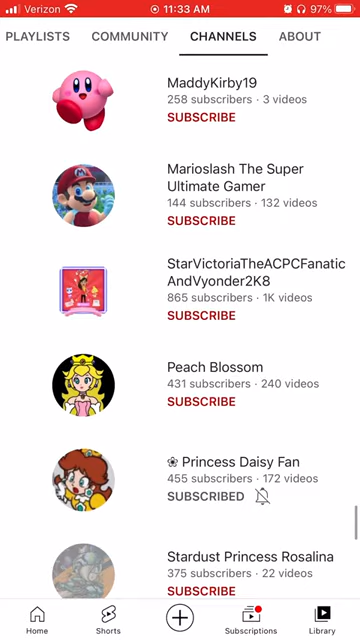 Verizon 11:33 AM 97%
PLAYLISTS COMMUNITY CHANNELS ABOUT
MaddyKirby19
258 subscribers · 3 videos
SUBSCRIBE
Marioslash The Super
Ultimate Gamer
144 subscribers · 132 videos
SUBSCRIBE
StarVictoriaTheACPCFanatic
AndVyonder2K8
865 subscribers · 1K videos
SUBSCRIBE
Peach Blossom
431 subscribers · 240 videos
SUBSCRIBE
❀ Princess Daisy Fan
455 subscribers · 172 videos
SUBSCRIBED
Stardust Princess Rosalina
375 subscribers · 22 videos
SUBSCRIBE
Home Shorts Subscriptions Library